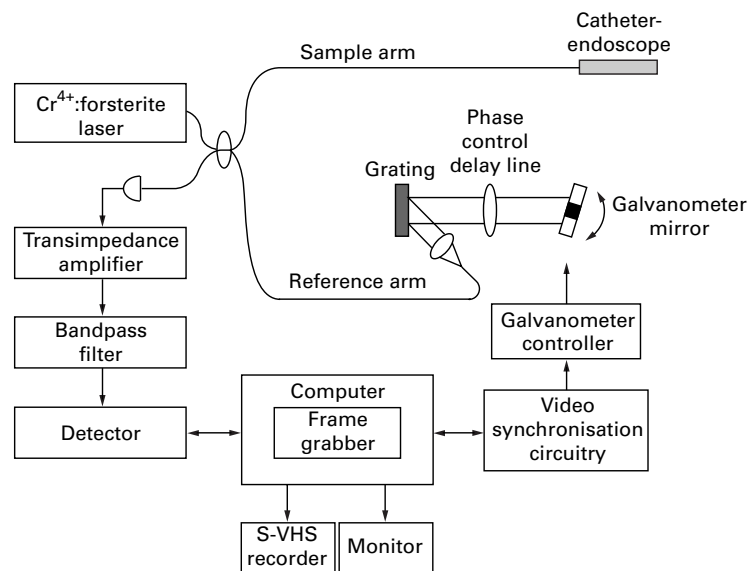 Catheter-
endoscope
Sample arm
Cr⁴⁺:forsterite
laser
Phase
control
delay line
Grating
Galvanometer
mirror
Transimpedance
amplifier
Reference arm
Bandpass
filter
Galvanometer
controller
Computer
Frame
grabber
Detector
Video
synchronisation
circuitry
S-VHS
recorder
Monitor